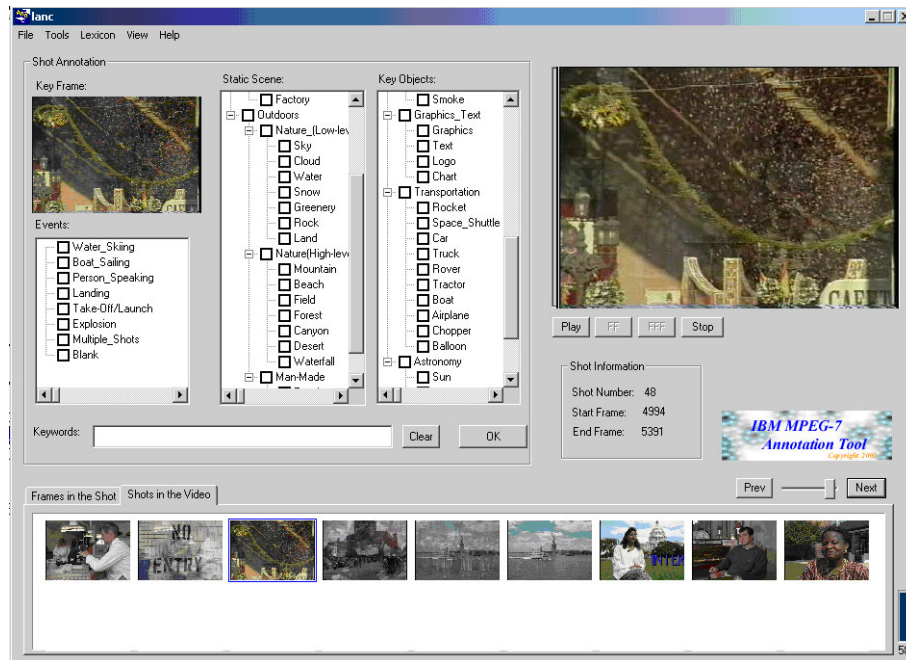 lanc
File Tools Lexicon View Help
Shot Annotation
Key Frame:
Static Scene:
Key Objects:
Factory
Outdoors
Nature_(Low-lev
Sky
Cloud
Water
Snow
Greenery
Rock
Land
Nature(High-leve
Mountain
Beach
Field
Forest
Canyon
Desert
Waterfall
Man-Made
Smoke
Graphics_Text
Graphics
Text
Logo
Chart
Transportation
Rocket
Space_Shuttle
Car
Truck
Rover
Tractor
Boat
Airplane
Chopper
Balloon
Astronomy
Sun
Events:
Water_Skiing
Boat_Sailing
Person_Speaking
Landing
Take-Off/Launch
Explosion
Multiple_Shots
Blank
Keywords:
Clear
OK
Play FF FFF Stop
Shot Information
Shot Number: 48
Start Frame: 4994
End Frame: 5391
IBM MPEG-7
Annotation Tool
Prev
Next
Frames in the Shot
Shots in the Video
NO
ENTRY
INTER
50